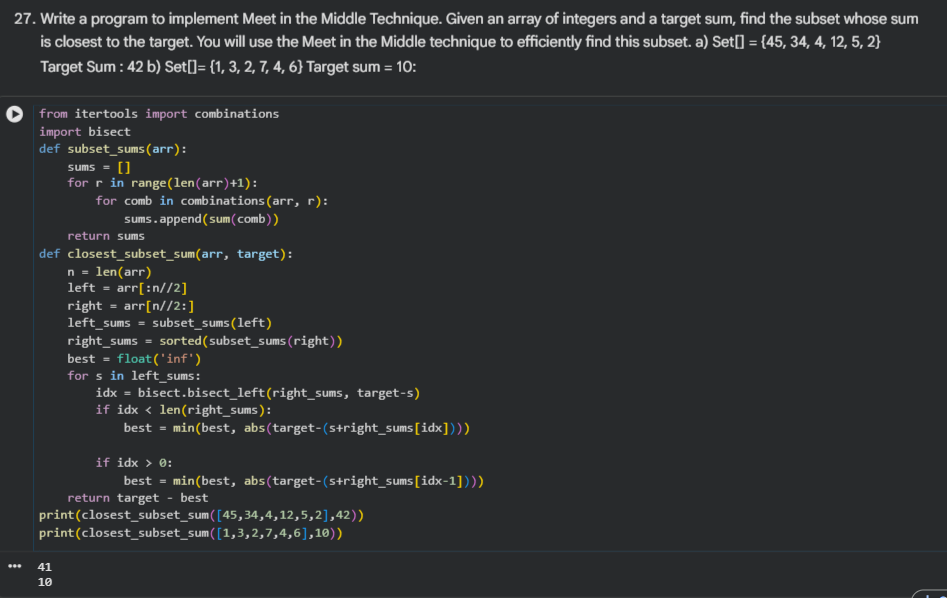 27. Write a program to implement Meet in the Middle Technique. Given an array of integers and a target sum, find the subset whose sum
is closest to the target. You will use the Meet in the Middle technique to efficiently find this subset. a) Set[] = {45, 34, 4, 12, 5, 2}
Target Sum : 42 b) Set[]= {1, 3, 2, 7, 4, 6} Target sum = 10:
from itertools import combinations
import bisect
def subset_sums(arr):
    sums = []
    for r in range(len(arr)+1):
        for comb in combinations(arr, r):
            sums.append(sum(comb))
    return sums
def closest_subset_sum(arr, target):
    n = len(arr)
    left = arr[:n//2]
    right = arr[n//2:]
    left_sums = subset_sums(left)
    right_sums = sorted(subset_sums(right))
    best = float('inf')
    for s in left_sums:
        idx = bisect.bisect_left(right_sums, target-s)
        if idx < len(right_sums):
            best = min(best, abs(target-(s+right_sums[idx])))
        if idx > 0:
            best = min(best, abs(target-(s+right_sums[idx-1])))
    return target - best
print(closest_subset_sum([45,34,4,12,5,2],42))
print(closest_subset_sum([1,3,2,7,4,6],10))
41
10